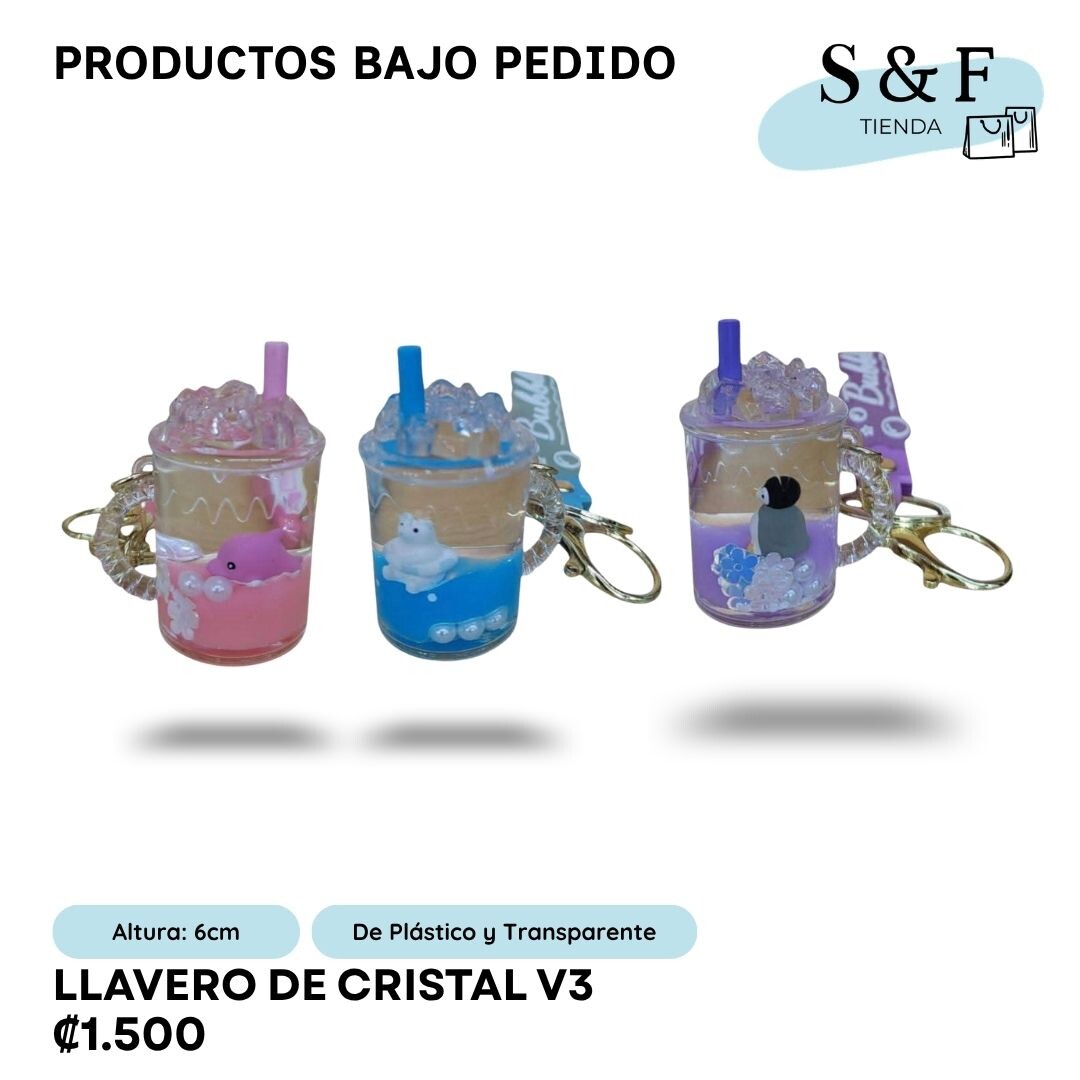 PRODUCTOS BAJO PEDIDO
S & F
TIENDA
Altura: 6cm
De Plástico y Transparente
LLAVERO DE CRISTAL V3
₡1.500